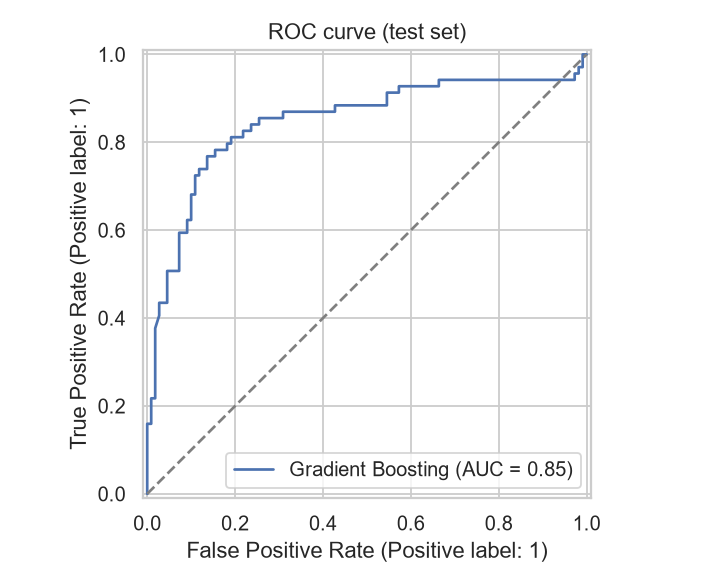 ROC curve (test set)
True Positive Rate (Positive label: 1)
1.0
0.8
0.6
0.4
0.2
0.0
Gradient Boosting (AUC = 0.85)
0.0 0.2 0.4 0.6 0.8 1.0
False Positive Rate (Positive label: 1)